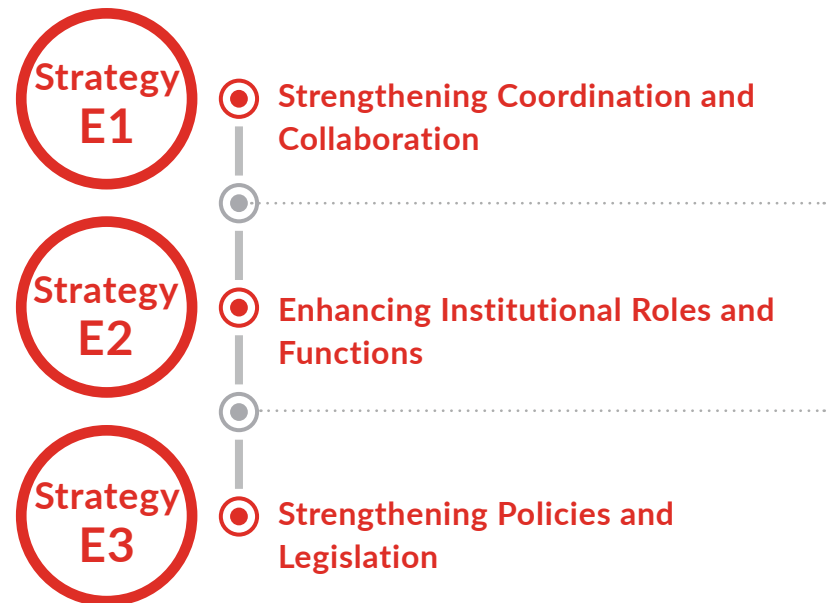 Strategy
E1
Strengthening Coordination and
Collaboration
Strategy
E2
Enhancing Institutional Roles and
Functions
Strategy
E3
Strengthening Policies and
Legislation